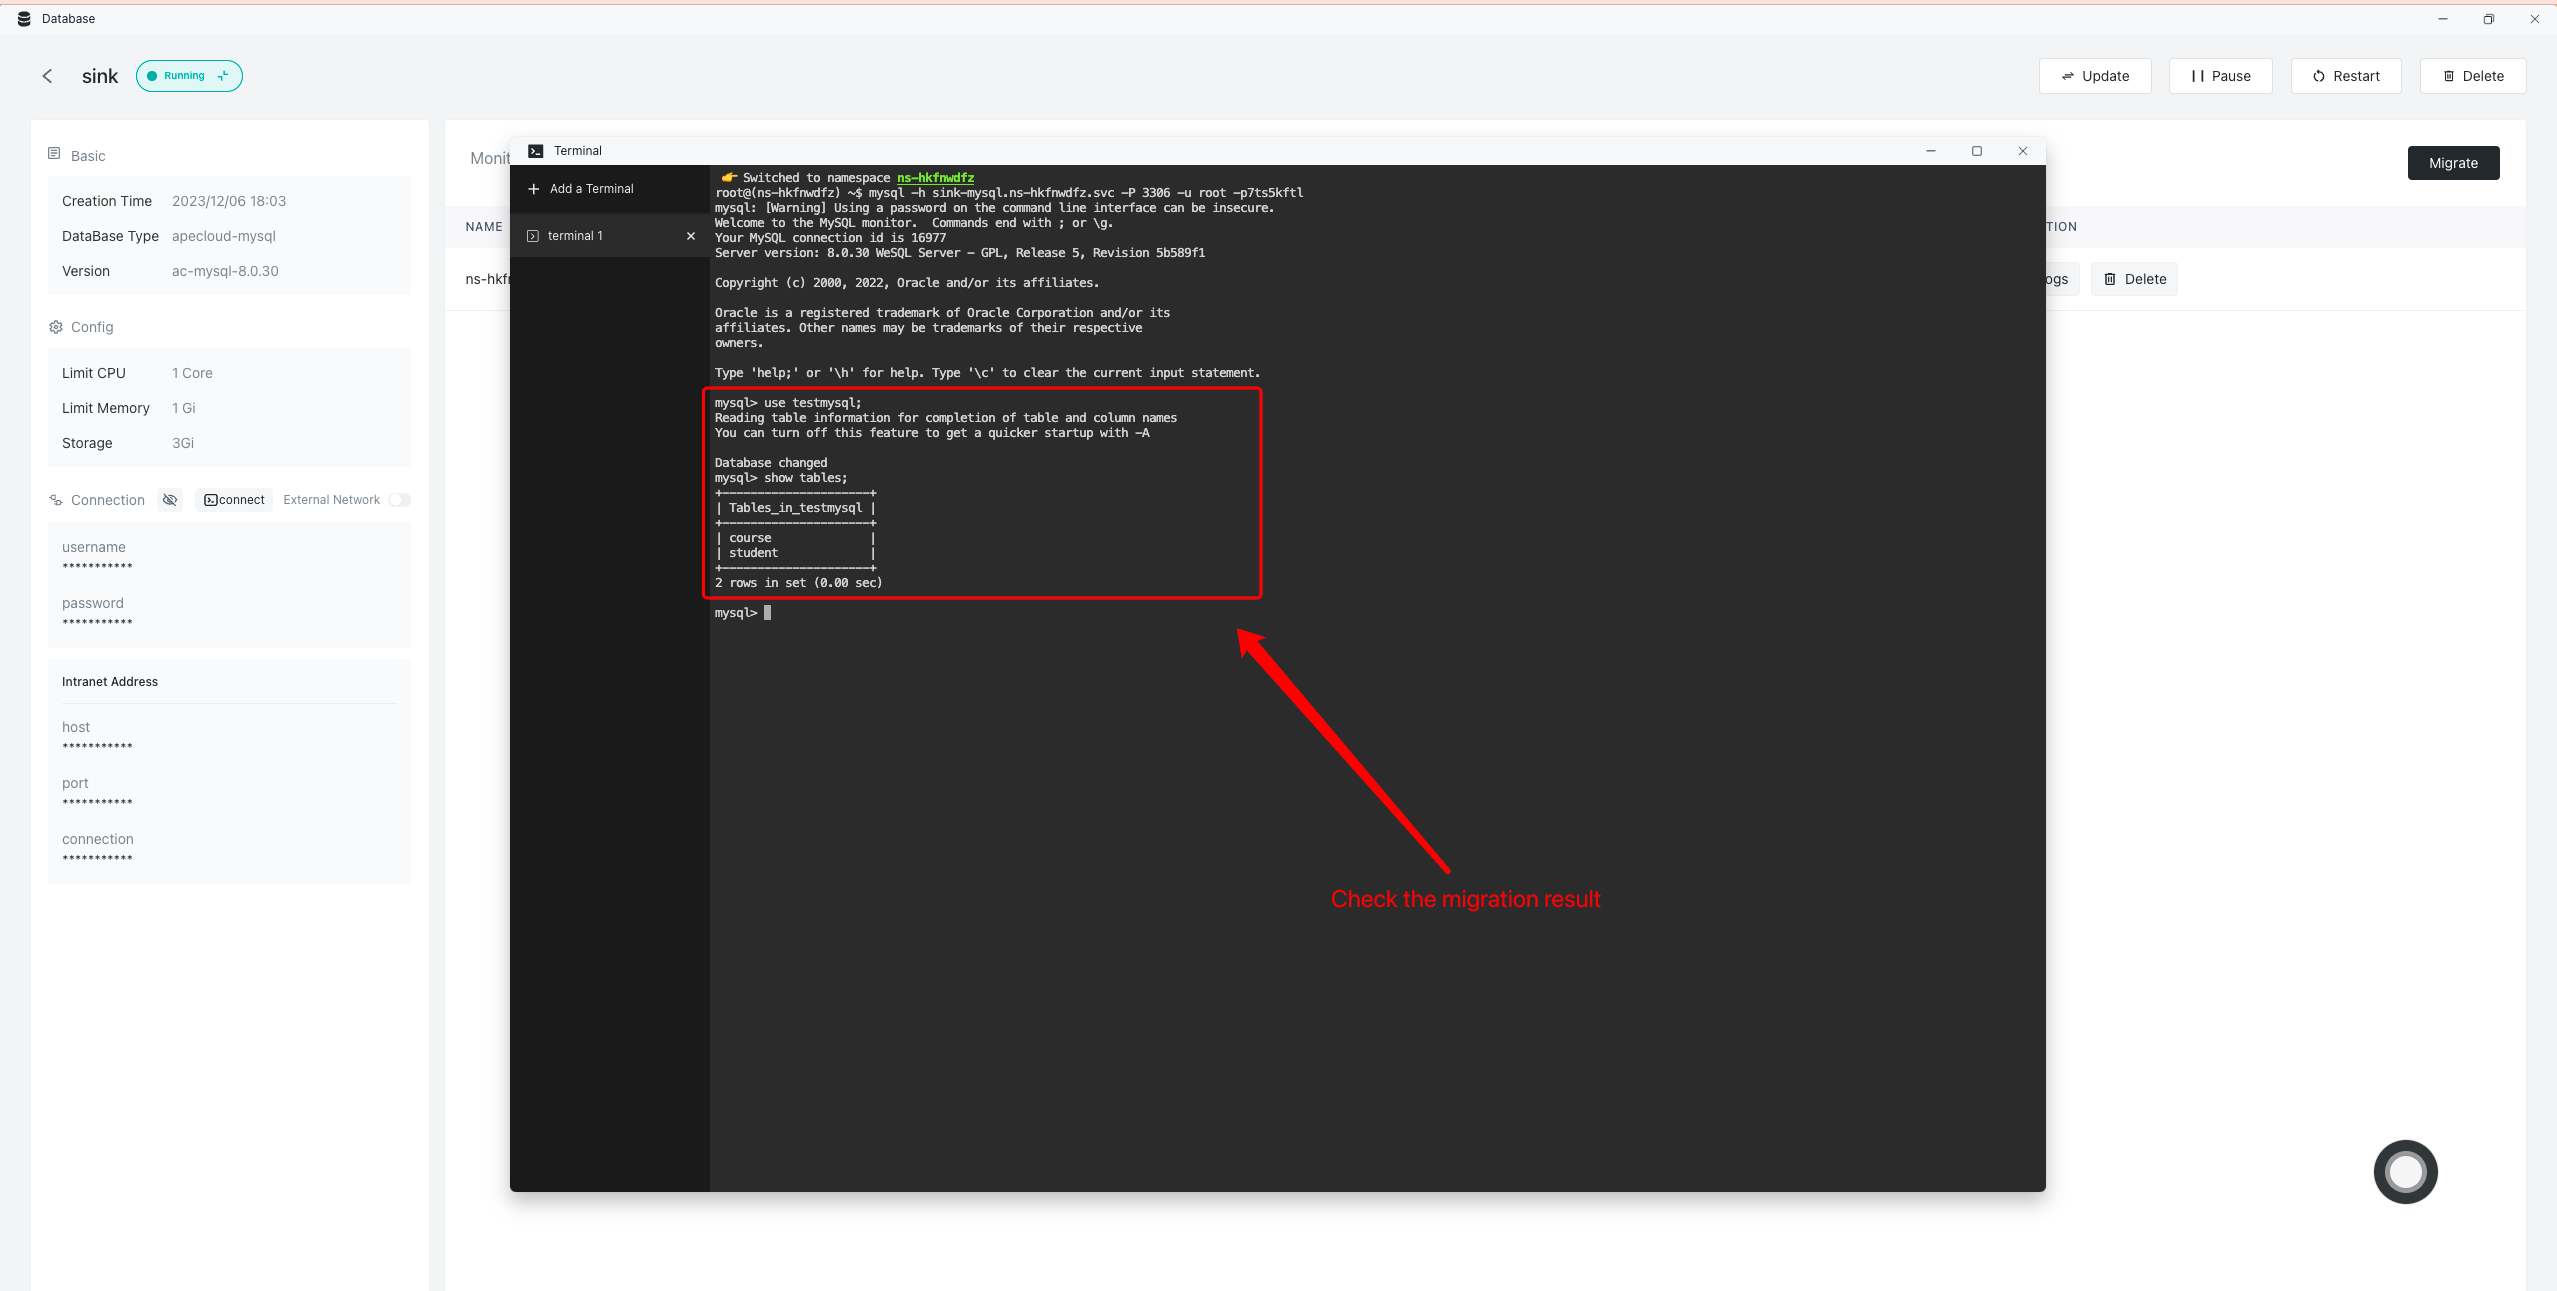 Database
sink
Running
Update
Pause
Restart
Delete
Basic
Creation Time 2023/12/06 18:03
DataBase Type apecloud-mysql
Version ac-mysql-8.0.30
Config
Limit CPU 1 Core
Limit Memory 1 Gi
Storage 3Gi
Connection connect External Network
username
***********
password
***********
Intranet Address
host
***********
port
***********
connection
***********
Monit
Migrate
NAME
TION
ns-hkfn
ogs
Delete
Terminal
Add a Terminal
terminal 1
Switched to namespace ns-hkfnwdfz
root@(ns-hkfnwdfz) ~$ mysql -h sink-mysql.ns-hkfnwdfz.svc -P 3306 -u root -p7ts5kftl
mysql: [Warning] Using a password on the command line interface can be insecure.
Welcome to the MySQL monitor.  Commands end with ; or \g.
Your MySQL connection id is 16977
Server version: 8.0.30 WeSQL Server - GPL, Release 5, Revision 5b589f1
Copyright (c) 2000, 2022, Oracle and/or its affiliates.
Oracle is a registered trademark of Oracle Corporation and/or its
affiliates. Other names may be trademarks of their respective
owners.
Type 'help;' or '\h' for help. Type '\c' to clear the current input statement.
mysql> use testmysql;
Reading table information for completion of table and column names
You can turn off this feature to get a quicker startup with -A
Database changed
mysql> show tables;
+---------------------+
| Tables_in_testmysql |
+---------------------+
| course              |
| student             |
+---------------------+
2 rows in set (0.00 sec)
mysql>
Check the migration result